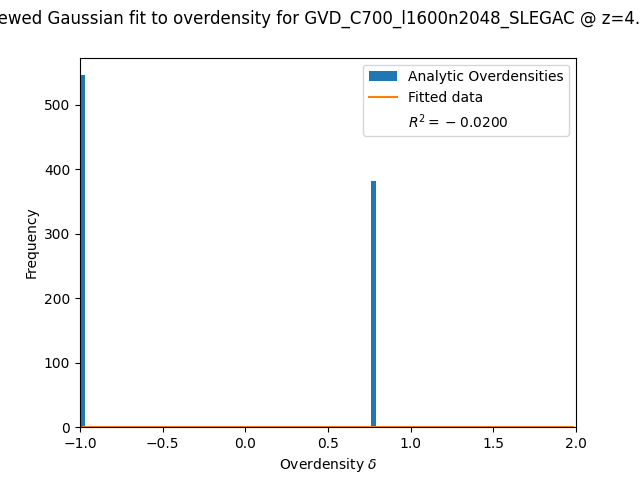 ewed Gaussian fit to overdensity for GVD_C700_l1600n2048_SLEGAC @ z=4.
Analytic Overdensities
Fitted data
R² = − 0.0200
Frequency
500
400
300
200
100
0
−1.0 −0.5 0.0 0.5 1.0 1.5 2.0
Overdensity δ